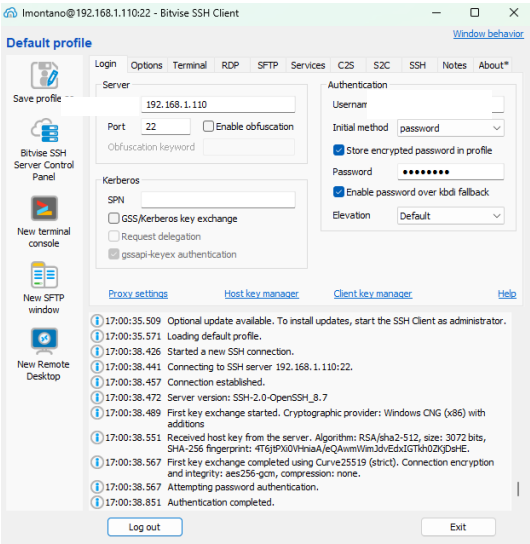 lmontano@192.168.1.110:22 - Bitvise SSH Client
Default profile
Window behavior
Save profile
Bitvise SSH
Server Control
Panel
New terminal
console
New SFTP
window
New Remote
Desktop
Login Options Terminal RDP SFTP Services C2S S2C SSH Notes About*
Server
192.168.1.110
Port 22 Enable obfuscation
Obfuscation keyword
Kerberos
SPN
GSS/Kerberos key exchange
Request delegation
gssapi-keyex authentication
Authentication
Usernam
Initial method password
Store encrypted password in profile
Password ••••••••
Enable password over kbdi fallback
Elevation Default
Proxy settings Host key manager Client key manager Help
17:00:35.509 Optional update available. To install updates, start the SSH Client as administrator.
17:00:35.571 Loading default profile.
17:00:38.426 Started a new SSH connection.
17:00:38.441 Connecting to SSH server 192.168.1.110:22.
17:00:38.457 Connection established.
17:00:38.472 Server version: SSH-2.0-OpenSSH_8.7
17:00:38.489 First key exchange started. Cryptographic provider: Windows CNG (x86) with
additions
17:00:38.551 Received host key from the server. Algorithm: RSA/sha2-512, size: 3072 bits,
SHA-256 fingerprint:
17:00:38.567 First key exchange completed using Curve25519 (strict). Connection encryption
and integrity: aes256-gcm, compression: none.
17:00:38.567 Attempting password authentication.
17:00:38.851 Authentication completed.
Log out Exit